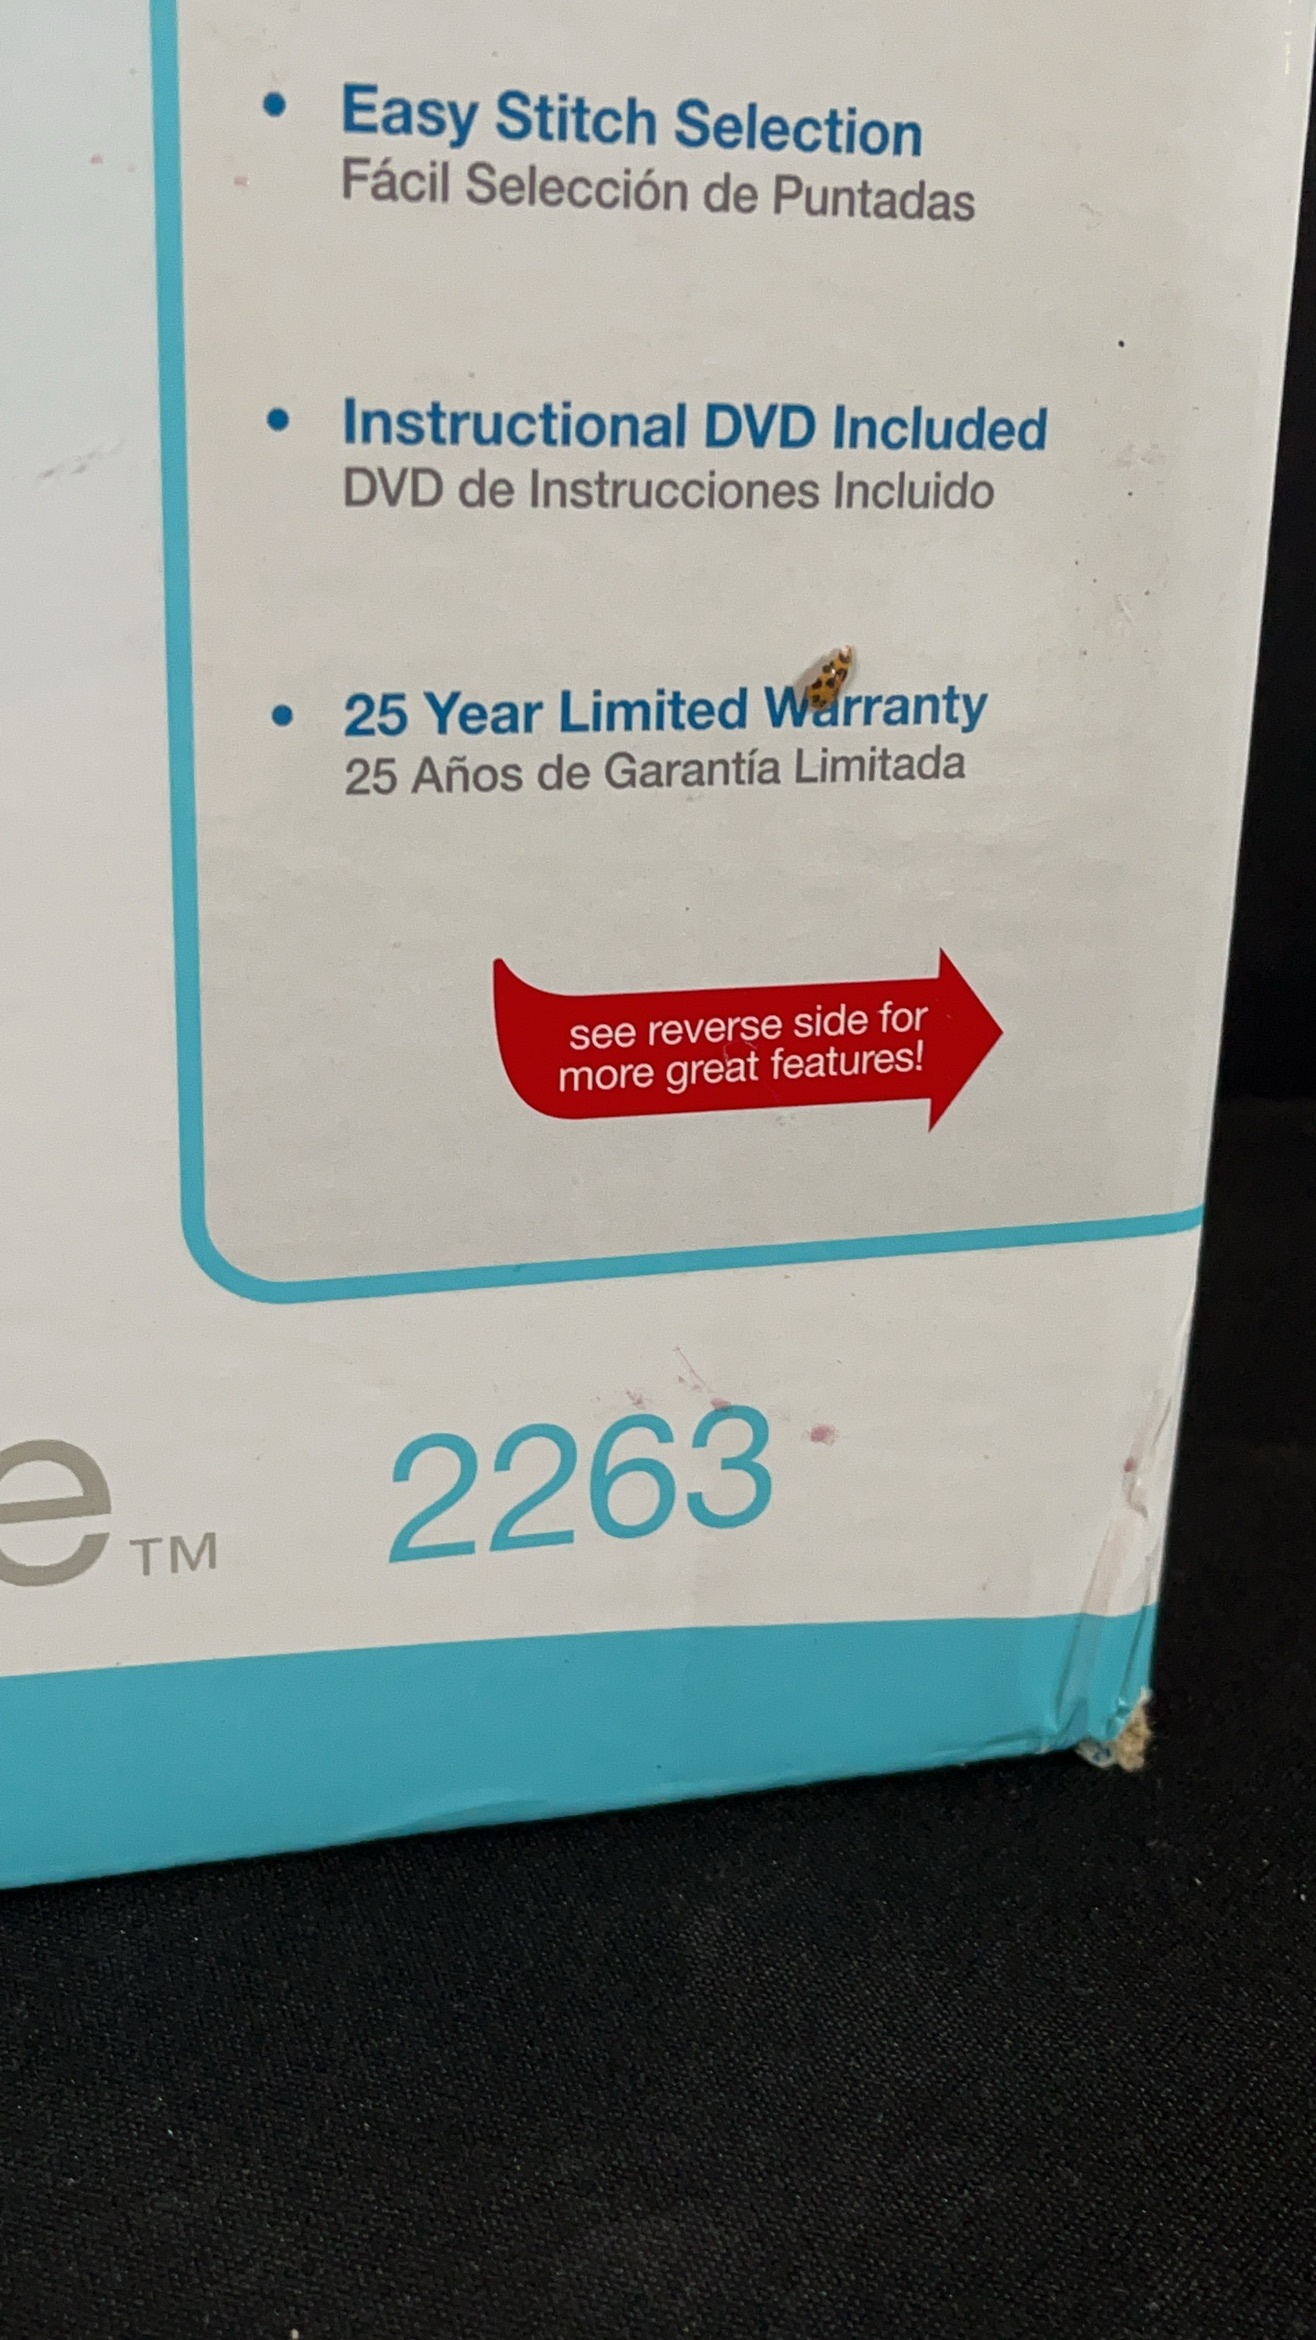 Easy Stitch Selection
Fácil Selección de Puntadas
Instructional DVD Included
DVD de Instrucciones Incluido
25 Year Limited Warranty
25 Años de Garantía Limitada
see reverse side for
more great features!
e™ 2263